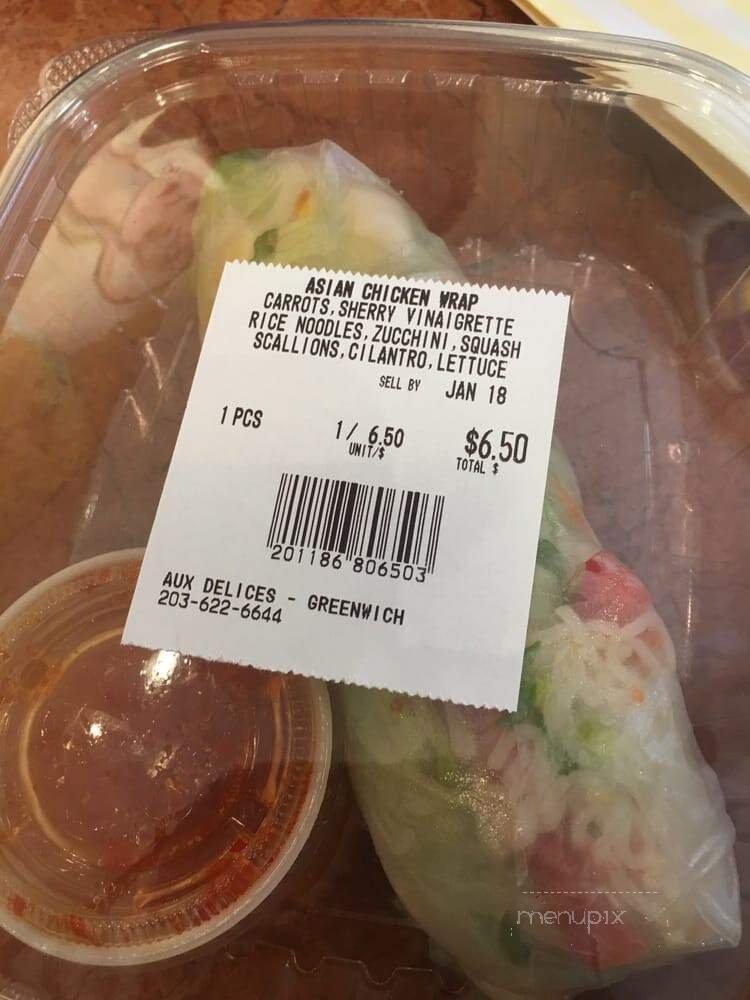 ASIAN CHICKEN WRAP
CARROTS, SHERRY VINAIGRETTE
RICE NOODLES, ZUCCHINI, SQUASH
SCALLIONS, CILANTRO, LETTUCE
SELL BY JAN 18
1 PCS 1/ 6.50 $6.50
UNIT/$ TOTAL $
201186 806503
AUX DELICES - GREENWICH
203-622-6644
menupix